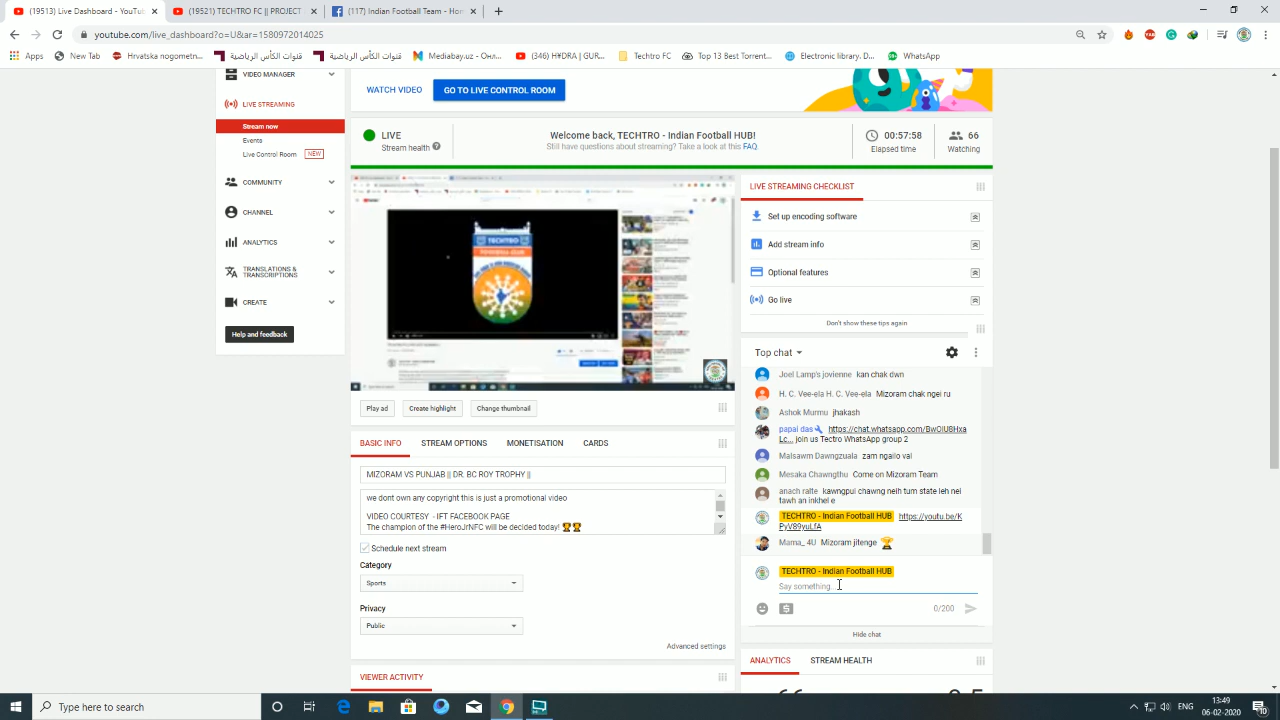 (19513) Live dashboard - YouTub
(19521) TECHTRO FC || PROJECT
(117) Indian Football Team - Hom
youtube.com/live_dashboard?o=U&ar=1580972014025
Apps
New Tab
Hrvatska nogometn...
قنوات الكأس الرياضية
قنوات الكأس الرياضية
Mediabay.uz - Она...
(346) H¥DRA | GUR...
Techtro FC
Top 13 Best Torrent...
Electronic library. D...
WhatsApp
VIDEO MANAGER
LIVE STREAMING
Stream now
Events
Live Control Room NEW
COMMUNITY
CHANNEL
ANALYTICS
TRANSLATIONS &
TRANSCRIPTIONS
CREATE
Help and feedback
WATCH VIDEO
GO TO LIVE CONTROL ROOM
LIVE
Stream health
Welcome back, TECHTRO - Indian Football HUB!
Still have questions about streaming? Take a look at this FAQ.
00:57:58
Elapsed time
66
Watching
TECHTRO
Play ad
Create highlight
Change thumbnail
BASIC INFO
STREAM OPTIONS
MONETISATION
CARDS
MIZORAM VS PUNJAB || DR. BC ROY TROPHY ||
we dont own any copyright this is just a promotional video
VIDEO COURTESY - IFT FACEBOOK PAGE
The champion of the #HeroJrNFC will be decided today! 🏆🏆
Schedule next stream
Category
Sports
Privacy
Public
Advanced settings
VIEWER ACTIVITY
LIVE STREAMING CHECKLIST
Set up encoding software
Add stream info
Optional features
Go live
Don't show these tips again
Top chat
Joel Lamp's jovienne kan chak dwn
H. C. Vee-ela H. C. Vee-ela Mizoram chak ngei ru
Ashok Murmu jhakash
papai das https://chat.whatsapp.com/BwOlU8Hxa
Lc... join us Tectro WhatsApp group 2
Malsawm Dawngzuala zam ngailo vai
Mesaka Chawngthu Come on Mizoram Team
anach ralte kawngpui chawng neih tum state leh nei
tawh an inkhel e
TECHTRO - Indian Football HUB https://youtu.be/K
PyV89yuLfA
Mama_ 4U Mizoram jitenge 🏆
TECHTRO - Indian Football HUB
Say something...
0/200
Hide chat
ANALYTICS
STREAM HEALTH
Type here to search
ENG
13:49
06-02-2020
10